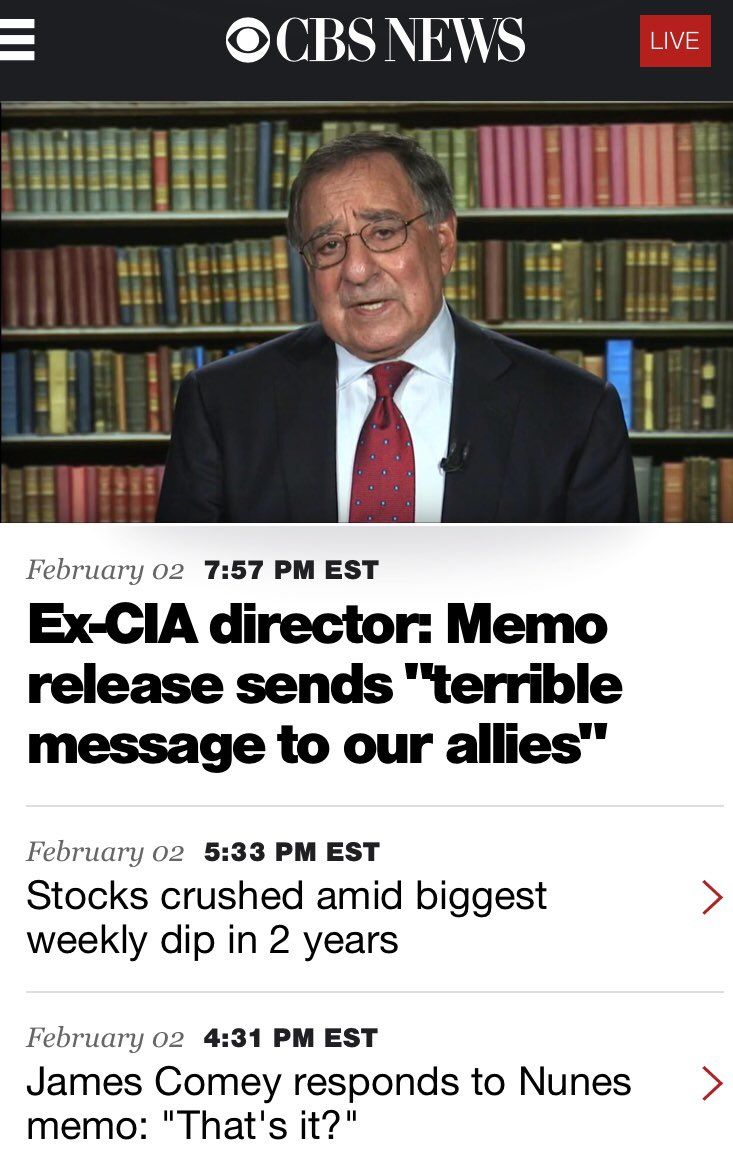 CBS NEWS
LIVE
February 02 7:57 PM EST
Ex-CIA director: Memo
release sends "terrible
message to our allies"
February 02 5:33 PM EST
Stocks crushed amid biggest
weekly dip in 2 years
February 02 4:31 PM EST
James Comey responds to Nunes
memo: "That's it?"